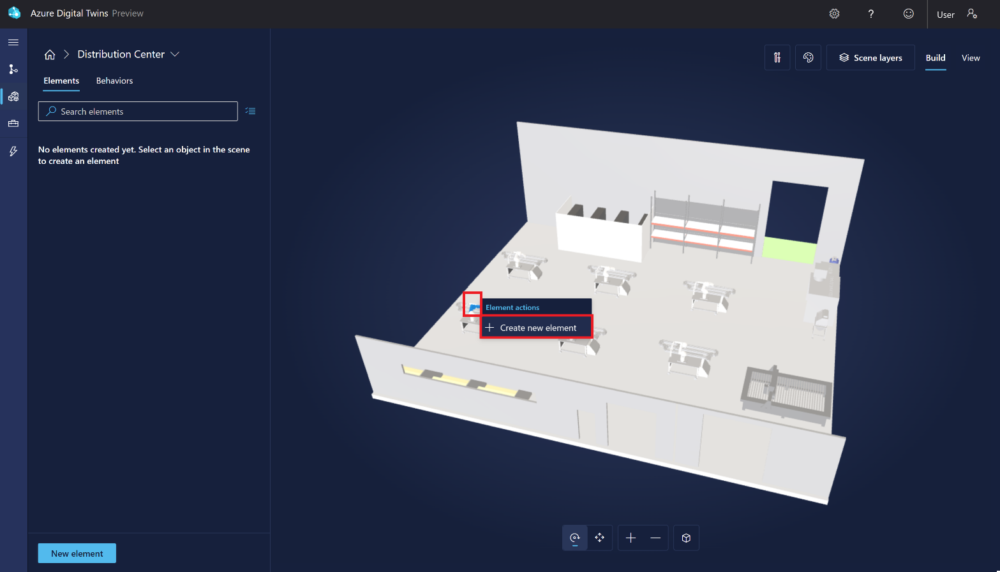 Azure Digital Twins Preview
User
Distribution Center
Scene layers
Build
View
Elements
Behaviors
Search elements
No elements created yet. Select an object in the scene
to create an element
Element actions
Create new element
New element